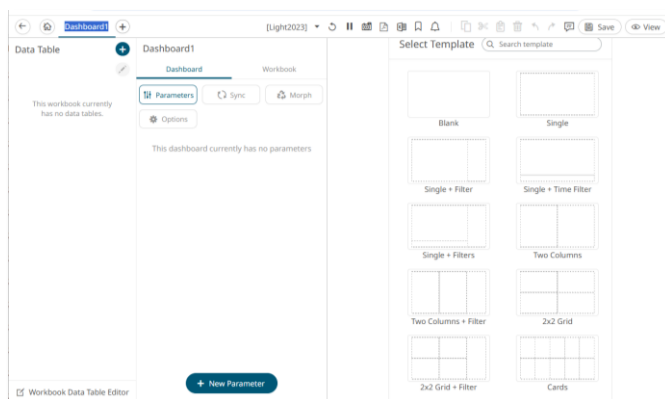 Dashboard1
[Light2023]
Save
View
Data Table
This workbook currently
has no data tables.
Workbook Data Table Editor
Dashboard1
Dashboard
Workbook
Parameters
Sync
Morph
Options
This dashboard currently has no parameters
+ New Parameter
Select Template
Search template
Blank
Single
Single + Filter
Single + Time Filter
Single + Filters
Two Columns
Two Columns + Filter
2x2 Grid
2x2 Grid + Filter
Cards